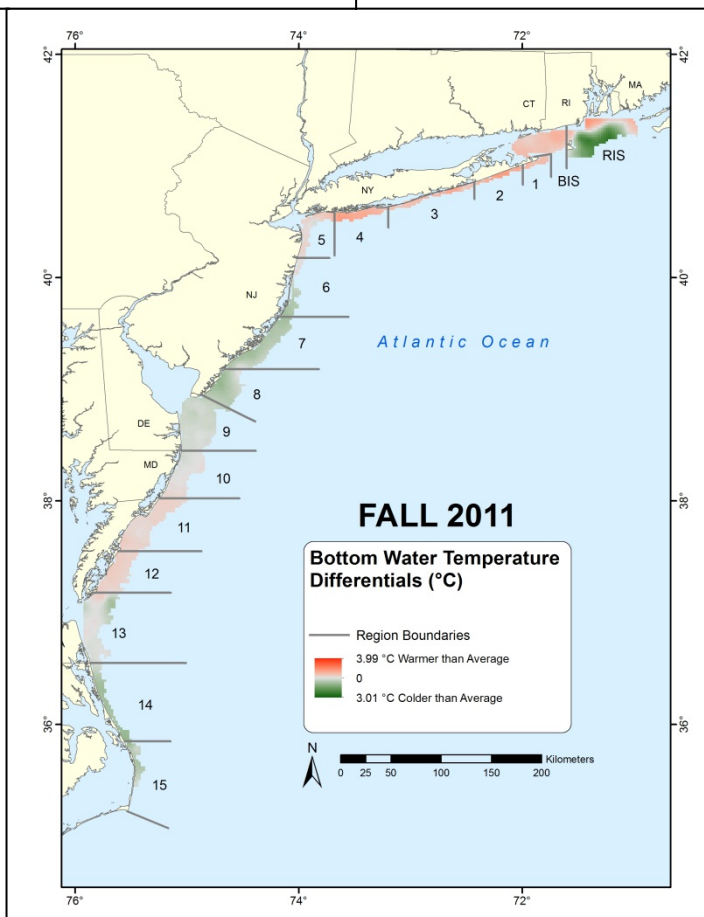 76°
74°
72°
42°
42°
MA
RI
CT
RIS
BIS
NY
1
2
3
4
5
40°
40°
6
NJ
7
Atlantic Ocean
8
DE
9
MD
10
38°
38°
11
FALL 2011
12
Bottom Water Temperature
Differentials (°C)
13
Region Boundaries
3.99 °C Warmer than Average
0
3.01 °C Colder than Average
14
36°
36°
N
Kilometers
0 25 50 100 150 200
15
76°
74°
72°